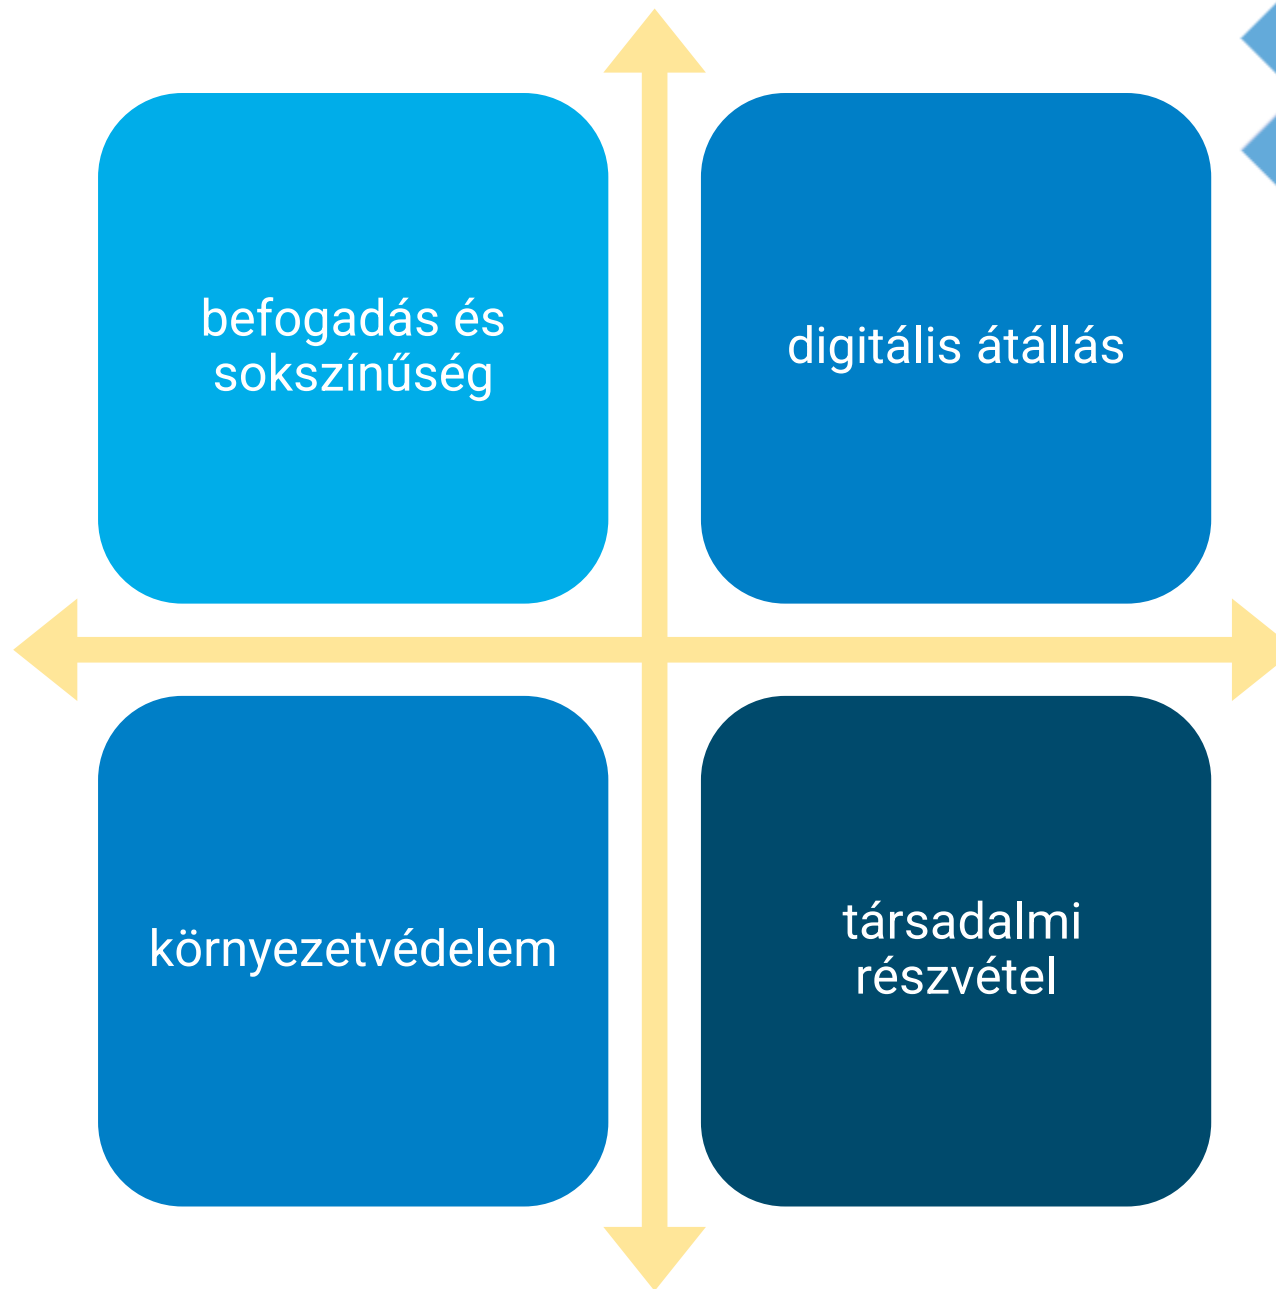 befogadás és
sokszínűség
digitális átállás
környezetvédelem
társadalmi
részvétel